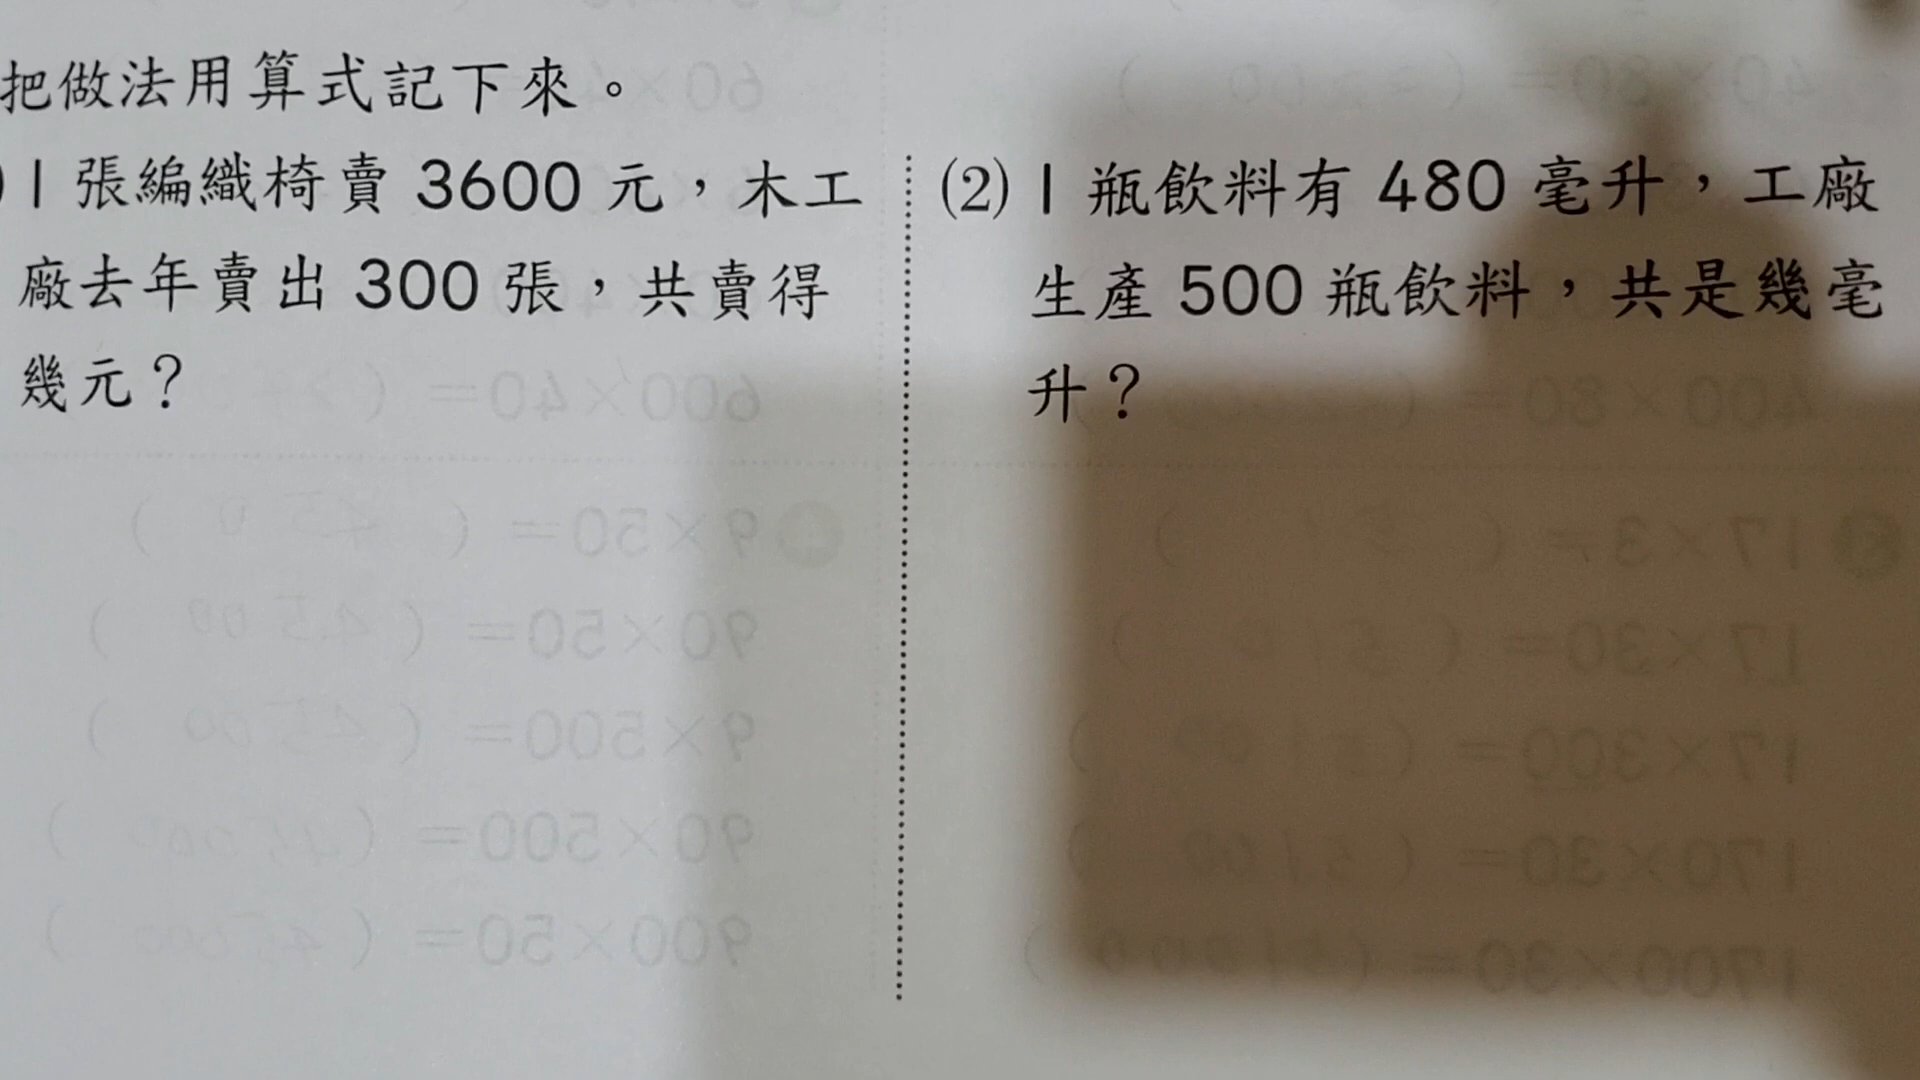 把做法用算式記下來。
) 1 張編織椅賣 3600 元，木工
廠去年賣出 300 張，共賣得
幾元？
(2) 1 瓶飲料有 480 毫升，工廠
生產 500 瓶飲料，共是幾毫
升？